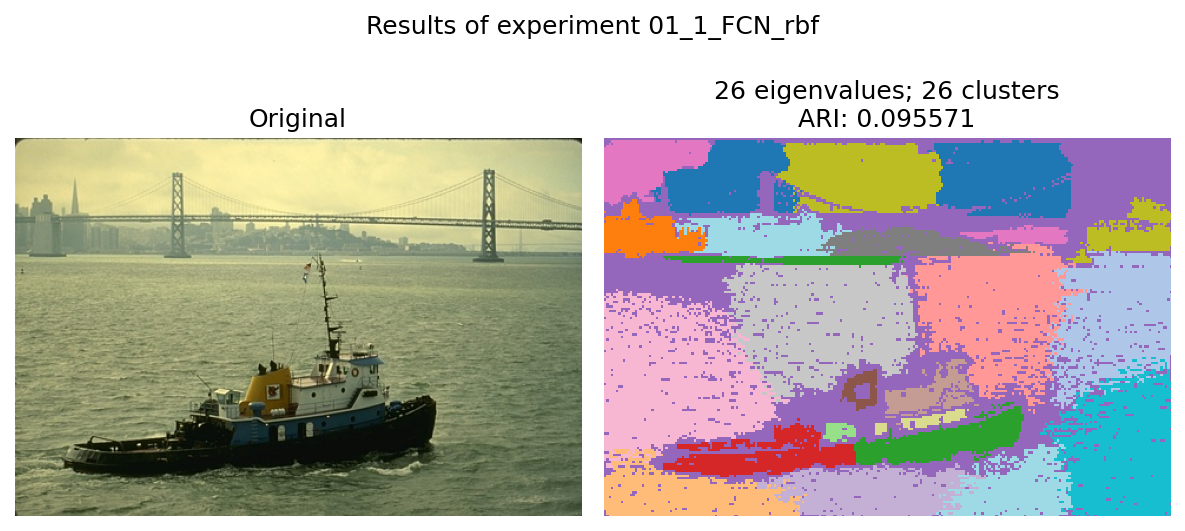 Results of experiment 01_1_FCN_rbf
Original
26 eigenvalues; 26 clusters
ARI: 0.095571